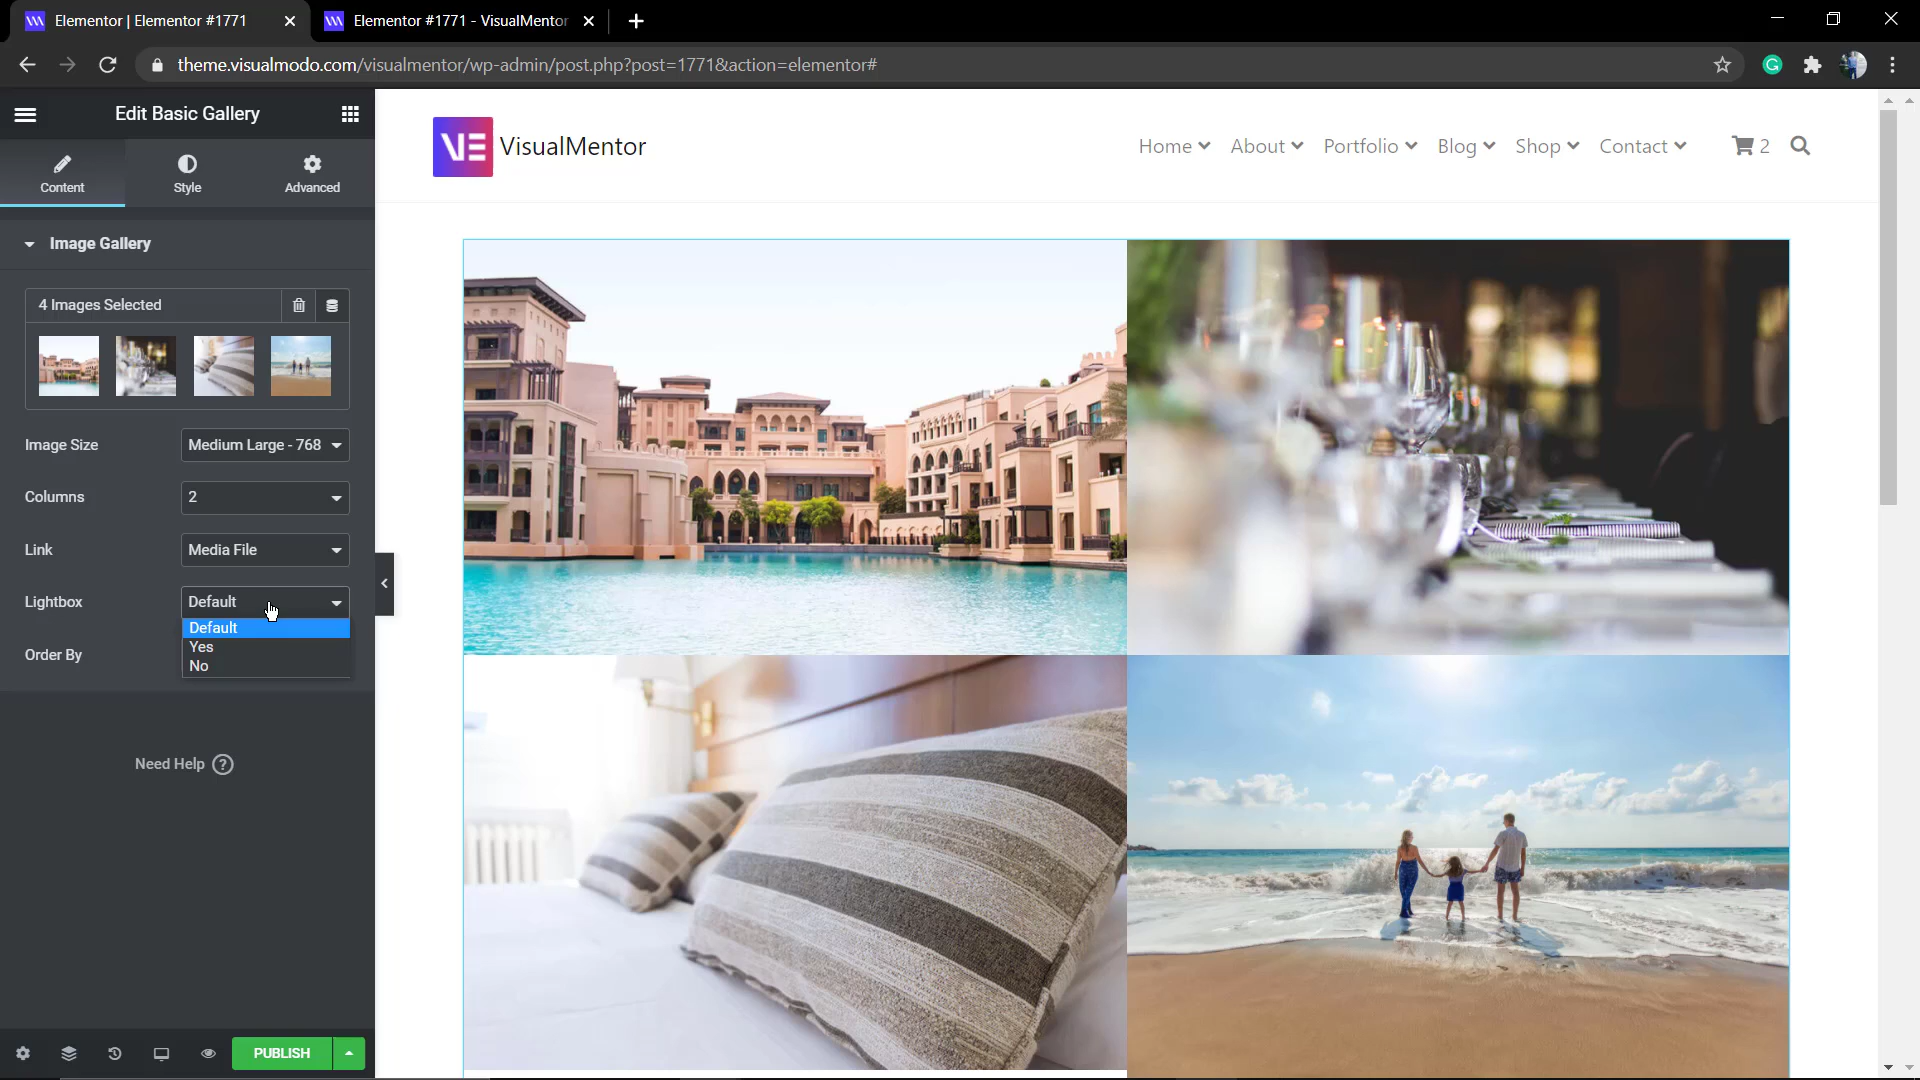 Elementor | Elementor #1771
Elementor #1771 - VisualMentor
theme.visualmodo.com/visualmentor/wp-admin/post.php?post=1771&action=elementor#
Edit Basic Gallery
Content
Style
Advanced
VisualMentor
Home
About
Portfolio
Blog
Shop
Contact
2
Image Gallery
4 Images Selected
Image Size
Medium Large - 768
Columns
2
Link
Media File
Lightbox
Default
Default
Yes
No
Order By
Need Help
PUBLISH